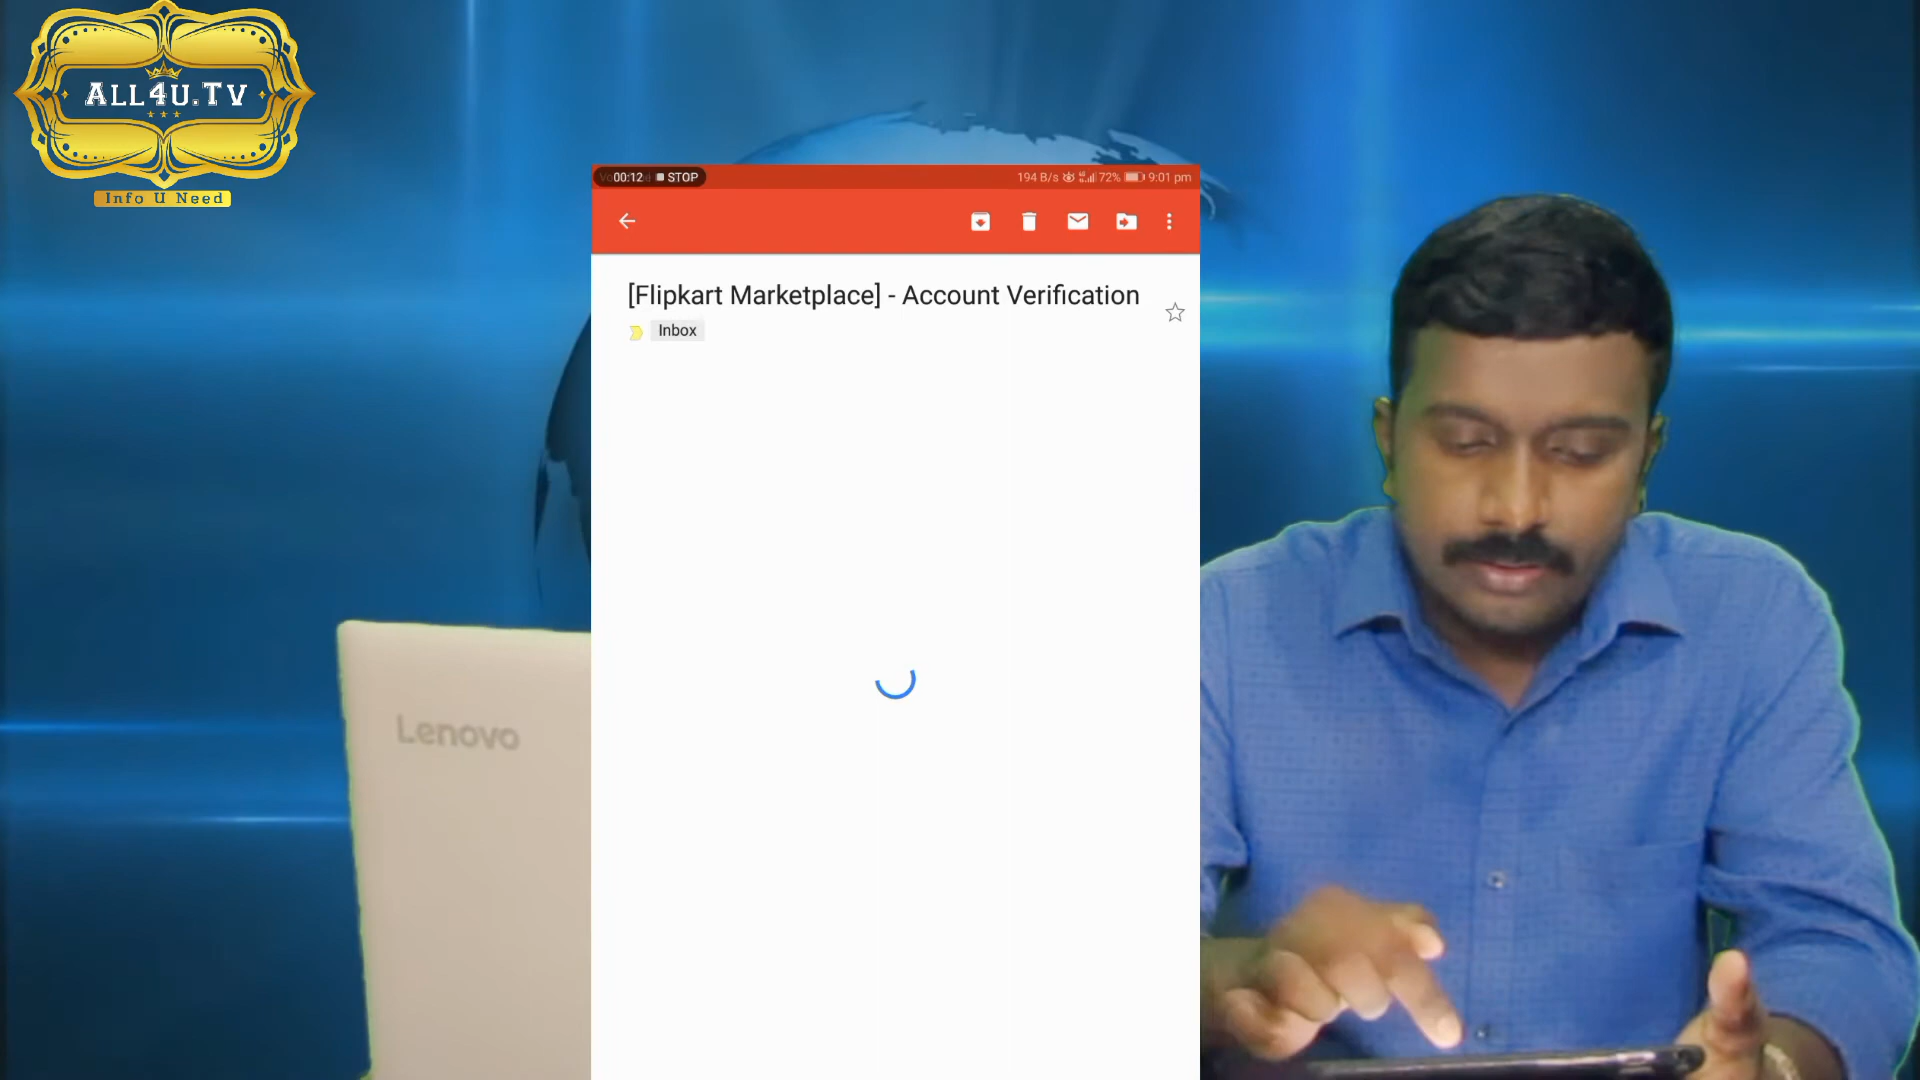 ALL4U.TV
Info U Need
00:12 STOP
194 B/s 72% 9:01 pm
[Flipkart Marketplace] - Account Verification
Inbox
Lenovo